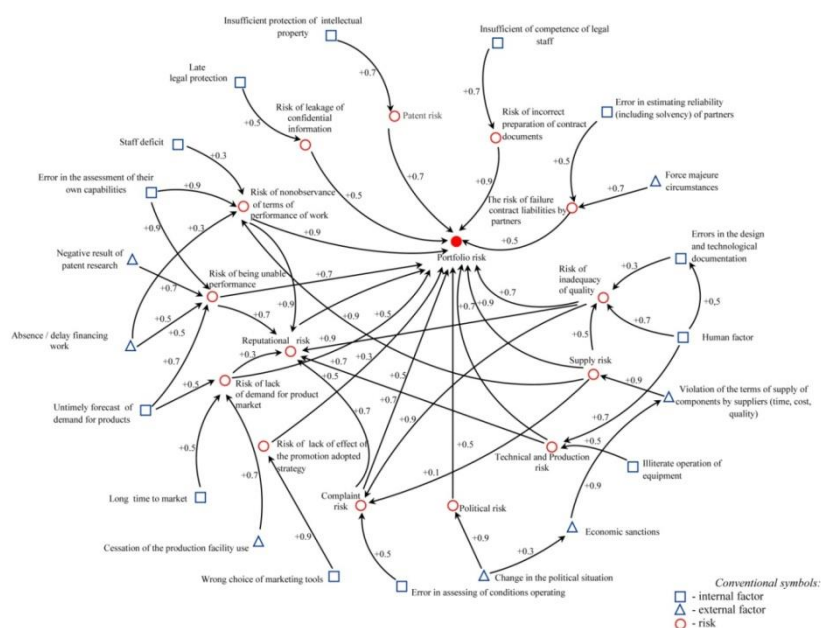 Insufficient protection of intellectual
property
Insufficient of competence of legal
staff
Late
legal protection
+0.7
+0.7
Risk of leakage of
confidential
information
Patent risk
Risk of incorrect
preparation of contract
documents
Error in estimating reliability
(including solvency) of partners
+0.5
Staff deficit
+0.3
+0.5
Error in the assessment of their
own capabilities
+0.9
Risk of nonobservance
of terms of
performance of work
+0.5
+0.7
+0.9
The risk of failure
contract liabilities by
partners
+0.7
Force majeure
circumstances
+0.9
+0.3
+0.9
+0.5
Portfolio risk
Errors in the design
and technological
documentation
Negative result of
patent research
+0.7
Risk of being unable
performance
+0.7
Risk of
inadequacy
of quality
+0.3
+0.5
+0.5
+0.7
+0.9
+0.9
+0.5
+0.7
+0.9
+0.7
+0,5
+0.7
Absence / delay financing
work
Reputational risk
+0.9
+0.5
Human factor
+0.7
+0.3
+0.7
+0.3
Supply risk
+0.5
Risk of lack
of demand for product
market
+0.5
+0.5
+0.9
Untimely forecast of
demand for products
+0.7
+0.7
Violation of the terms of supply of
components by suppliers (time, cost,
quality)
+0.7
+0.5
+0.5
Risk of lack of effect of
the promotion adopted
strategy
+0.5
Technical and Production
risk
Illiterate operation of
equipment
+0.7
+0.1
+0.9
Long time to market
Complaint
risk
Political risk
Economic sanctions
Cessation of the production facility use
+0.9
+0.5
+0.9
+0.3
Wrong choice of marketing tools
Error in assessing of conditions operating
Change in the political situation
Conventional symbols:
- internal factor
- external factor
- risk